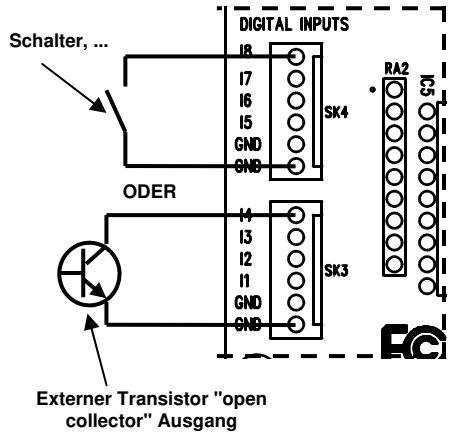 DIGITAL INPUTS
Schalter, ...
I8
I7
I6
I5
GND
GND
SK4
RA2
IC5
ODER
I4
I3
I2
I1
GND
GND
SK3
FC
Externer Transistor "open
collector" Ausgang